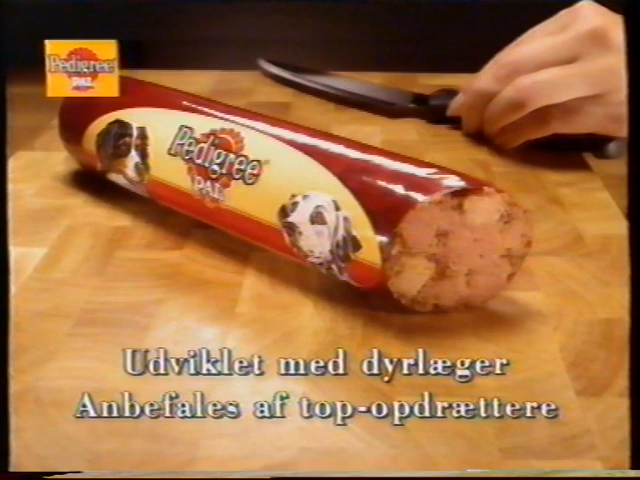 Pedigree
PAL
Pedigree
PAL
Udviklet med dyrlæger
Anbefales af top-opdrættere